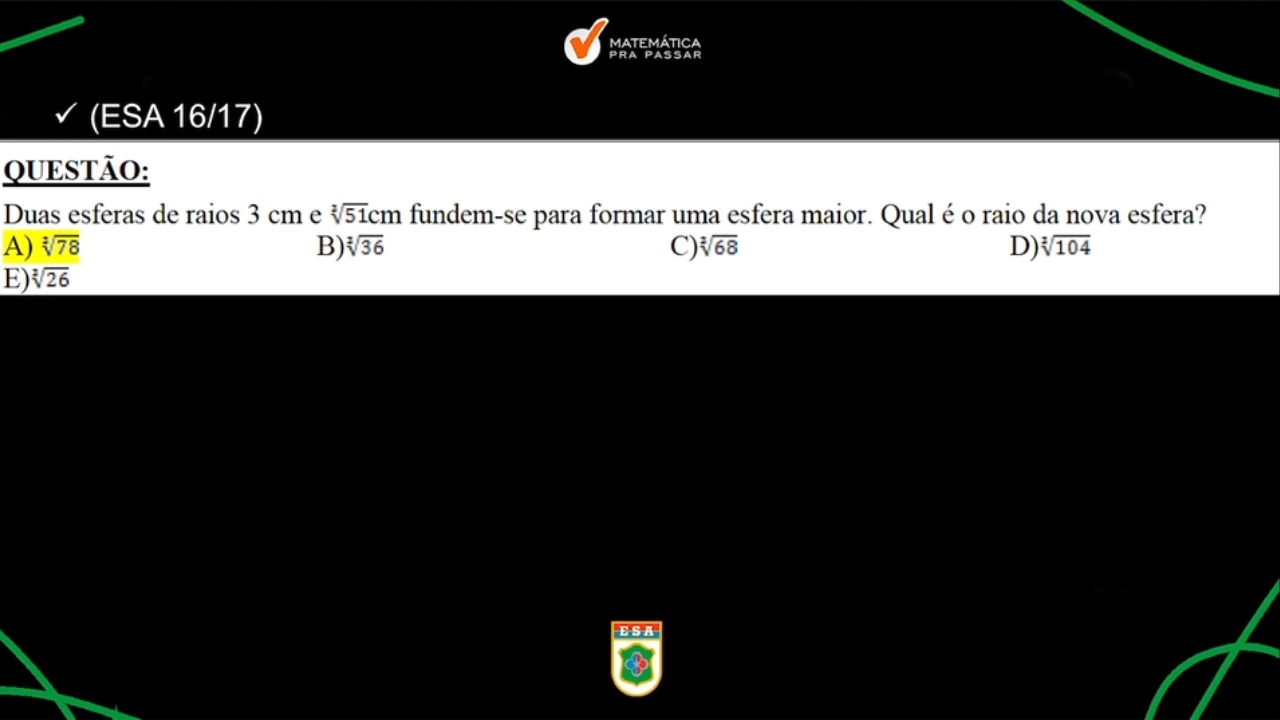 MATEMÁTICA
PRA PASSAR
✓ (ESA 16/17)
QUESTÃO:
Duas esferas de raios 3 cm e ∛51cm fundem-se para formar uma esfera maior. Qual é o raio da nova esfera?
A) ∛78 B)∛36 C)∛68 D)∛104
E)∛26
ESA